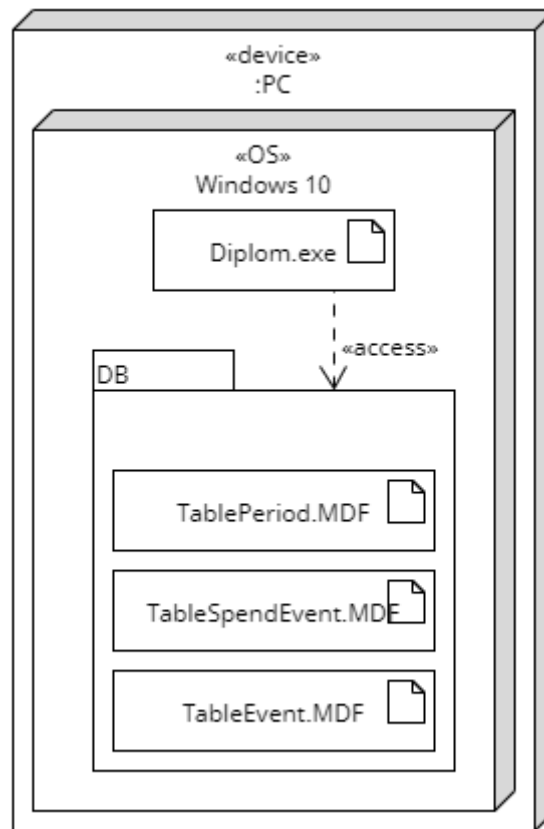 «device»
:PC
«OS»
Windows 10
Diplom.exe
«access»
DB
TablePeriod.MDF
TableSpendEvent.MDF
TableEvent.MDF